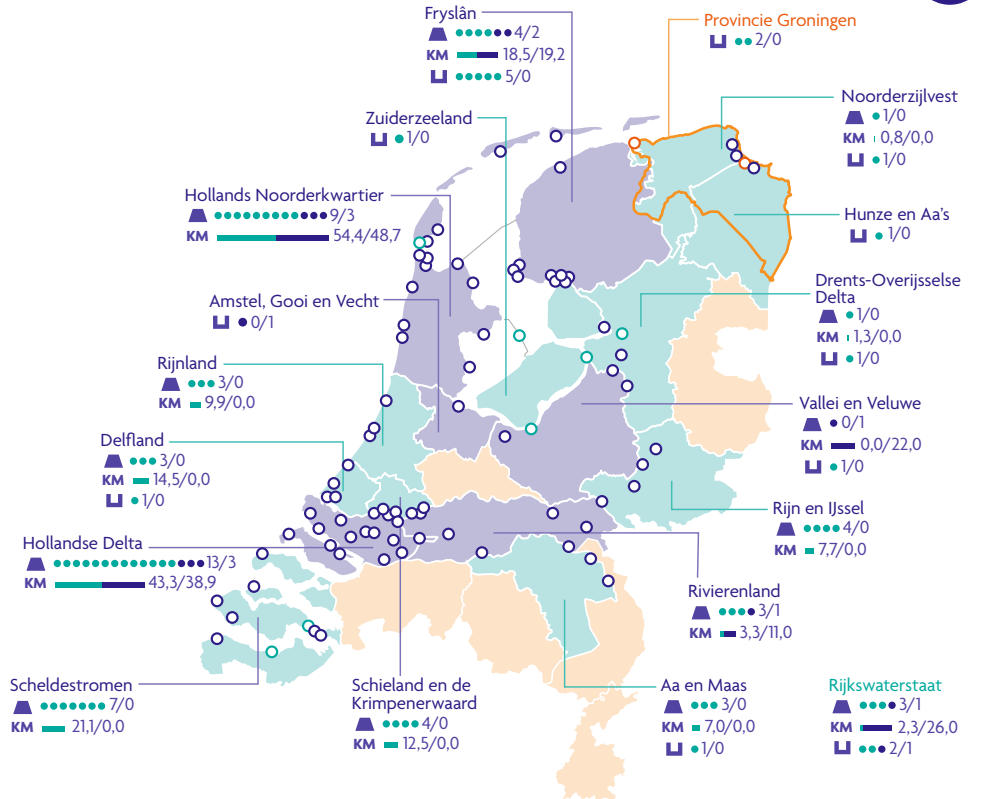 Fryslân
4/2
KM 18,5/19,2
5/0
Provincie Groningen
2/0
Zuiderzeeland
1/0
Noorderzijlvest
1/0
KM 0,8/0,0
1/0
Hollands Noorderkwartier
9/3
KM 54,4/48,7
Hunze en Aa's
1/0
Amstel, Gooi en Vecht
0/1
Drents-Overijsselse
Delta
1/0
KM 1,3/0,0
1/0
Rijnland
3/0
KM 9,9/0,0
Vallei en Veluwe
0/1
KM 0,0/22,0
1/0
Delfland
3/0
KM 14,5/0,0
1/0
Rijn en IJssel
4/0
KM 7,7/0,0
Hollandse Delta
13/3
KM 43,3/38,9
Rivierenland
3/1
KM 3,3/11,0
Scheldestromen
7/0
KM 21,1/0,0
Schieland en de
Krimpenerwaard
4/0
KM 12,5/0,0
Aa en Maas
3/0
KM 7,0/0,0
1/0
Rijkswaterstaat
3/1
KM 2,3/26,0
2/1